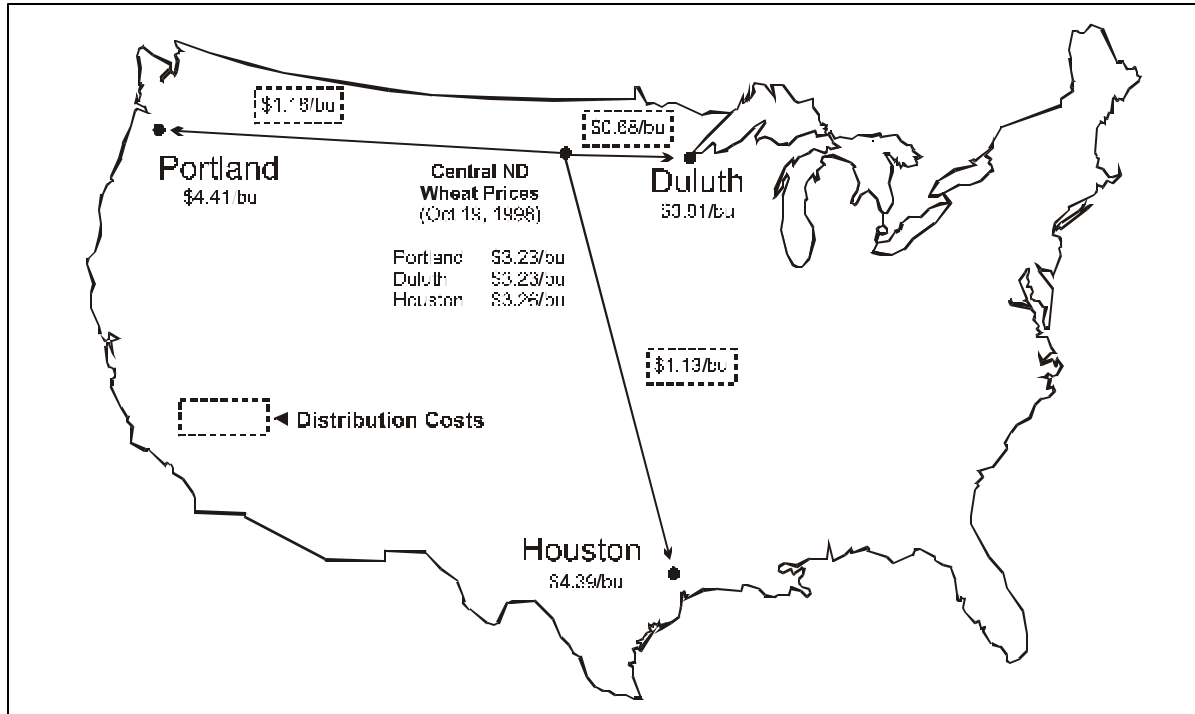 $1.18/bu
$0.68/bu
Portland
$4.41/bu
Central ND
Wheat Prices
(Oct 19, 1998)
Duluth
$3.91/bu
Portland $3.23/bu
Duluth $3.23/bu
Houston $3.26/bu
$1.13/bu
Distribution Costs
Houston
$4.39/bu